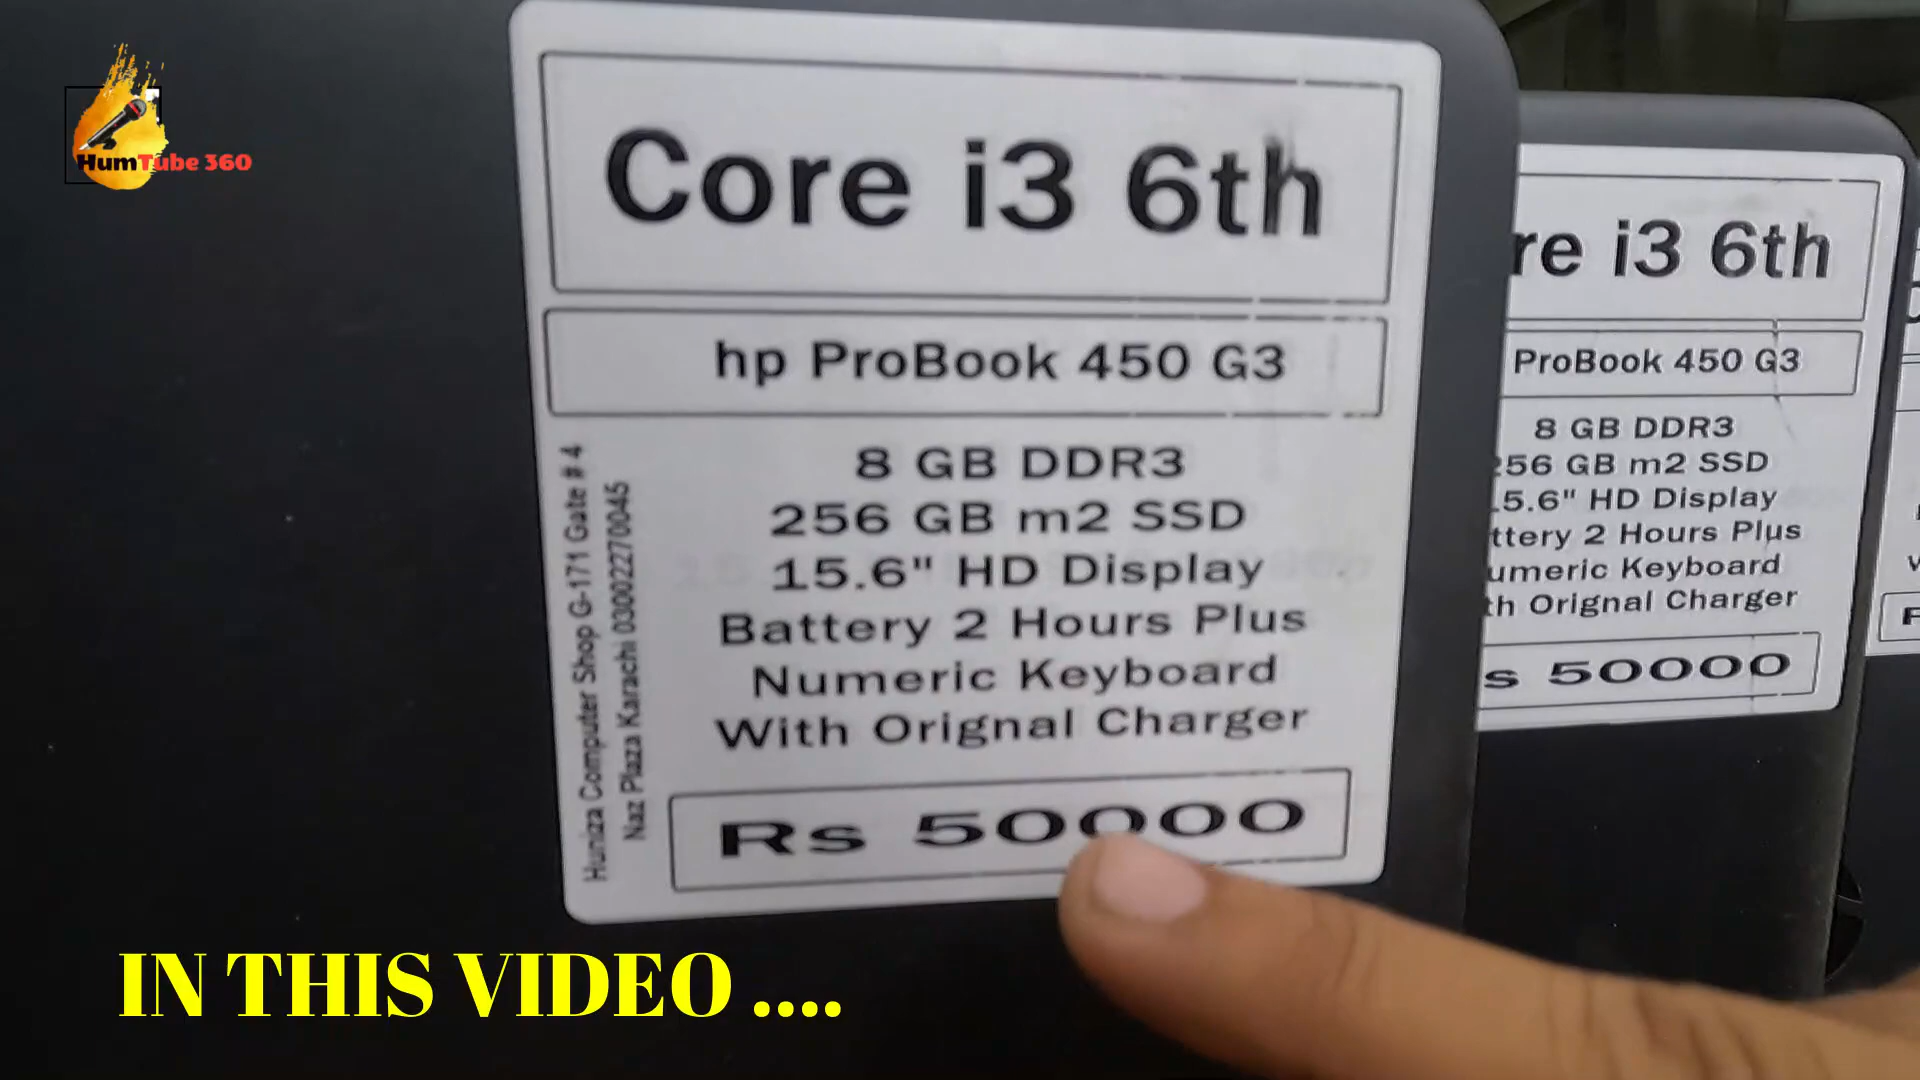 HumTube 360
Core i3 6th
hp ProBook 450 G3
8 GB DDR3
256 GB m2 SSD
15.6" HD Display
Battery 2 Hours Plus
Numeric Keyboard
With Orignal Charger
Rs 50000
Huniza Computer Shop G-171 Gate # 4
Naz Plaza Karachi 03002270045
re i3 6th
ProBook 450 G3
8 GB DDR3
256 GB m2 SSD
15.6" HD Display
ttery 2 Hours Plus
umeric Keyboard
th Orignal Charger
s 50000
IN THIS VIDEO ....